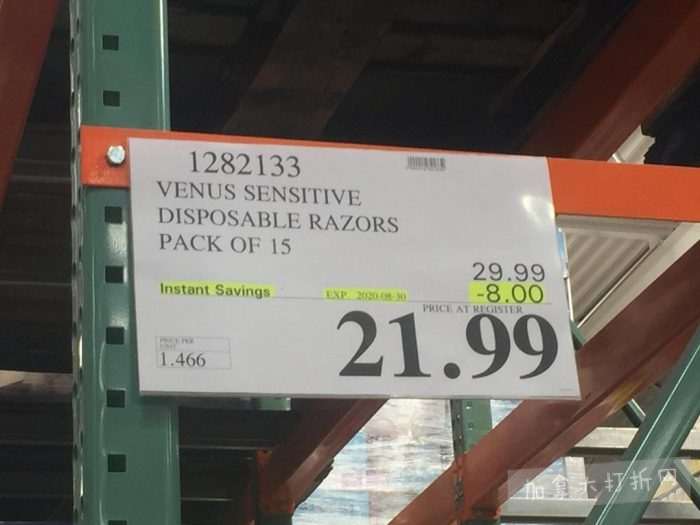 1282133
VENUS SENSITIVE
DISPOSABLE RAZORS
PACK OF 15
29.99
Instant Savings EXP. 2020-08-30 -8.00
PRICE AT REGISTER
21.99
PRICE PER
UNIT
1.466
加拿大打折网